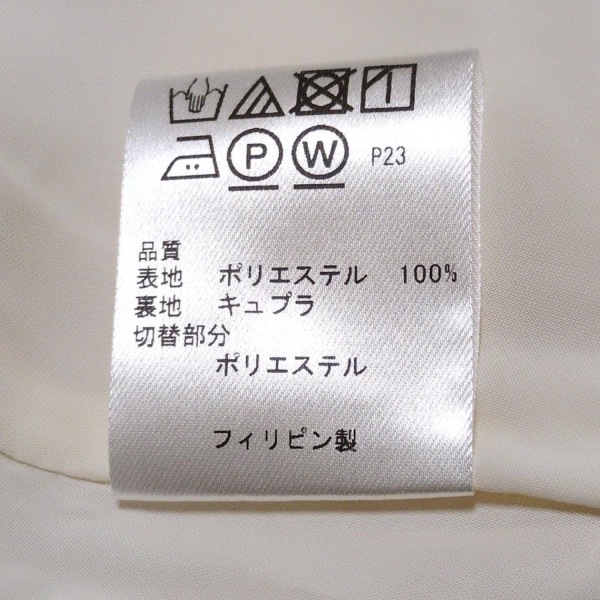 P W P23
品質
表地 ポリエステル 100%
裏地 キュプラ
切替部分
ポリエステル
フィリピン製